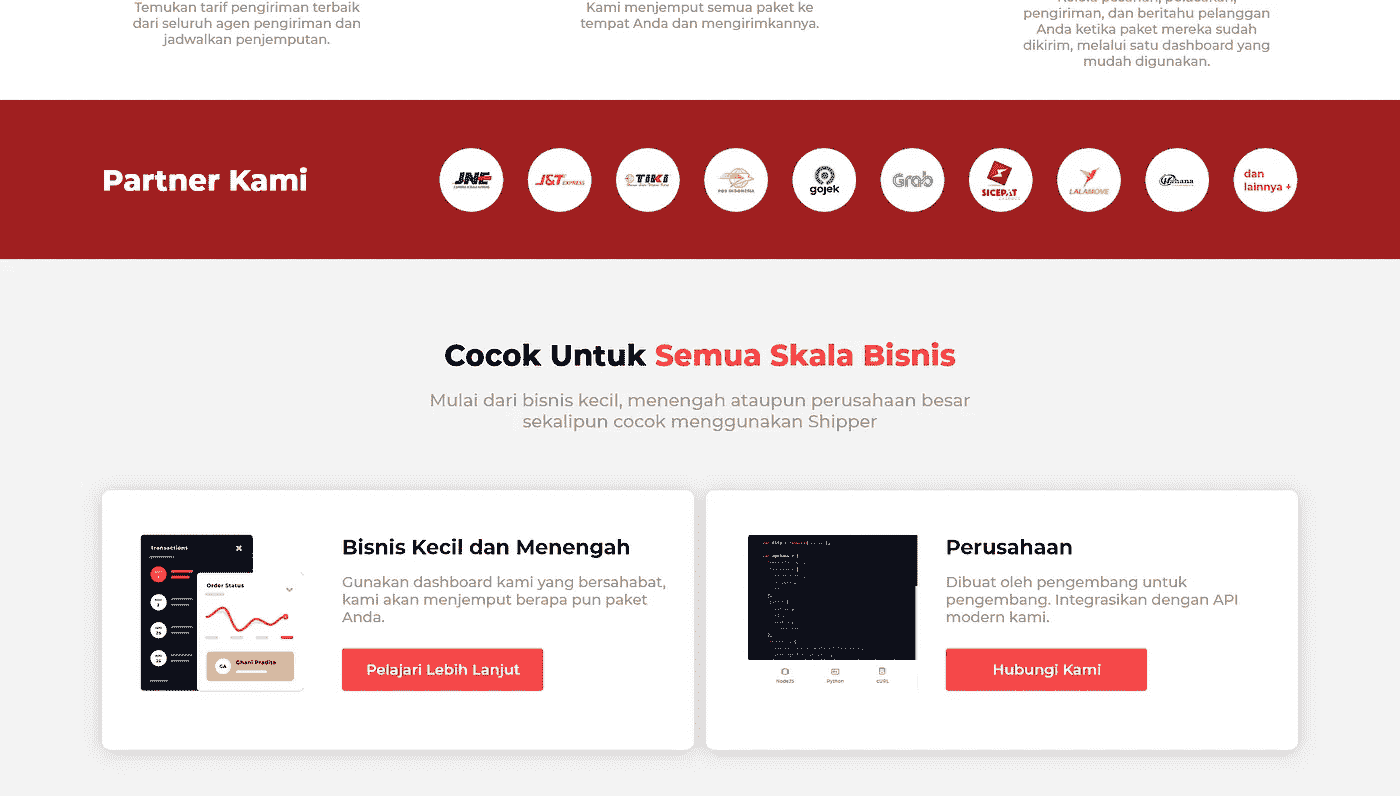 Temukan tarif pengiriman terbaik
dari seluruh agen pengiriman dan
jadwalkan penjemputan.
Kami menjemput semua paket ke
tempat Anda dan mengirimkannya.
pengiriman, dan beritahu pelanggan
Anda ketika paket mereka sudah
dikirim, melalui satu dashboard yang
mudah digunakan.
Partner Kami
JNE
J&T EXPRESS
TIKI
POS INDONESIA
gojek
Grab
SICEPAT
LALAMOVE
Wahana
dan
lainnya +
Cocok Untuk Semua Skala Bisnis
Mulai dari bisnis kecil, menengah ataupun perusahaan besar
sekalipun cocok menggunakan Shipper
Transactions
Order Status
GA
Ghani Pradita
Bisnis Kecil dan Menengah
Gunakan dashboard kami yang bersahabat,
kami akan menjemput berapa pun paket
Anda.
Pelajari Lebih Lanjut
NodeJS
Python
cURL
Perusahaan
Dibuat oleh pengembang untuk
pengembang. Integrasikan dengan API
modern kami.
Hubungi Kami